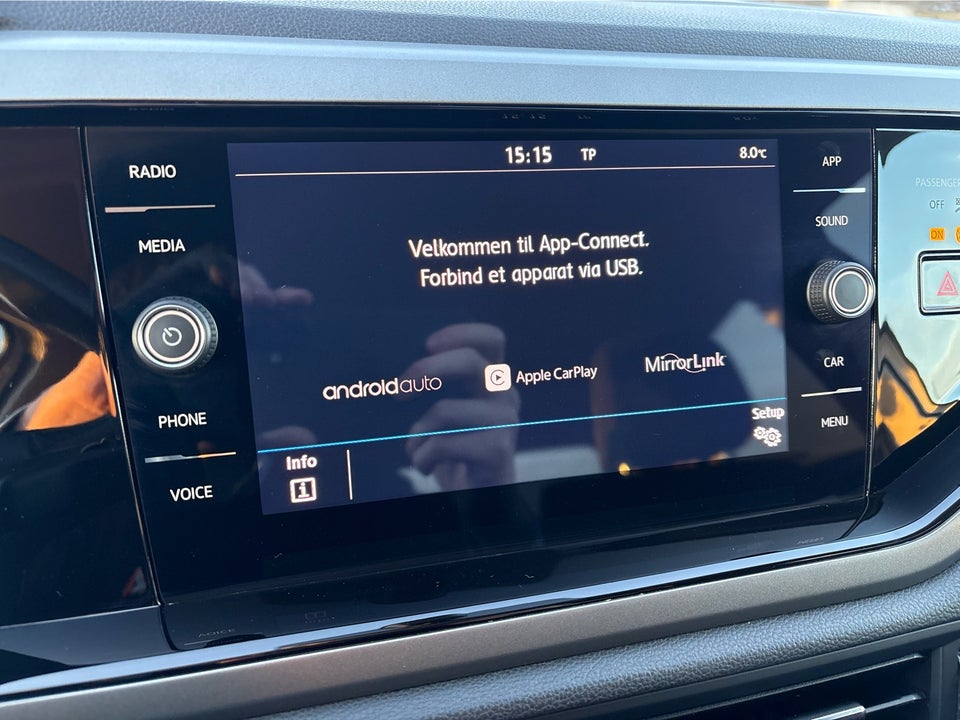 RADIO
MEDIA
PHONE
VOICE
15:15 TP 8.0°C
Velkommen til App-Connect.
Forbind et apparat via USB.
androidauto
Apple CarPlay
MirrorLink
Setup
Info
i
APP
SOUND
CAR
MENU
PASSENGER
OFF
ON